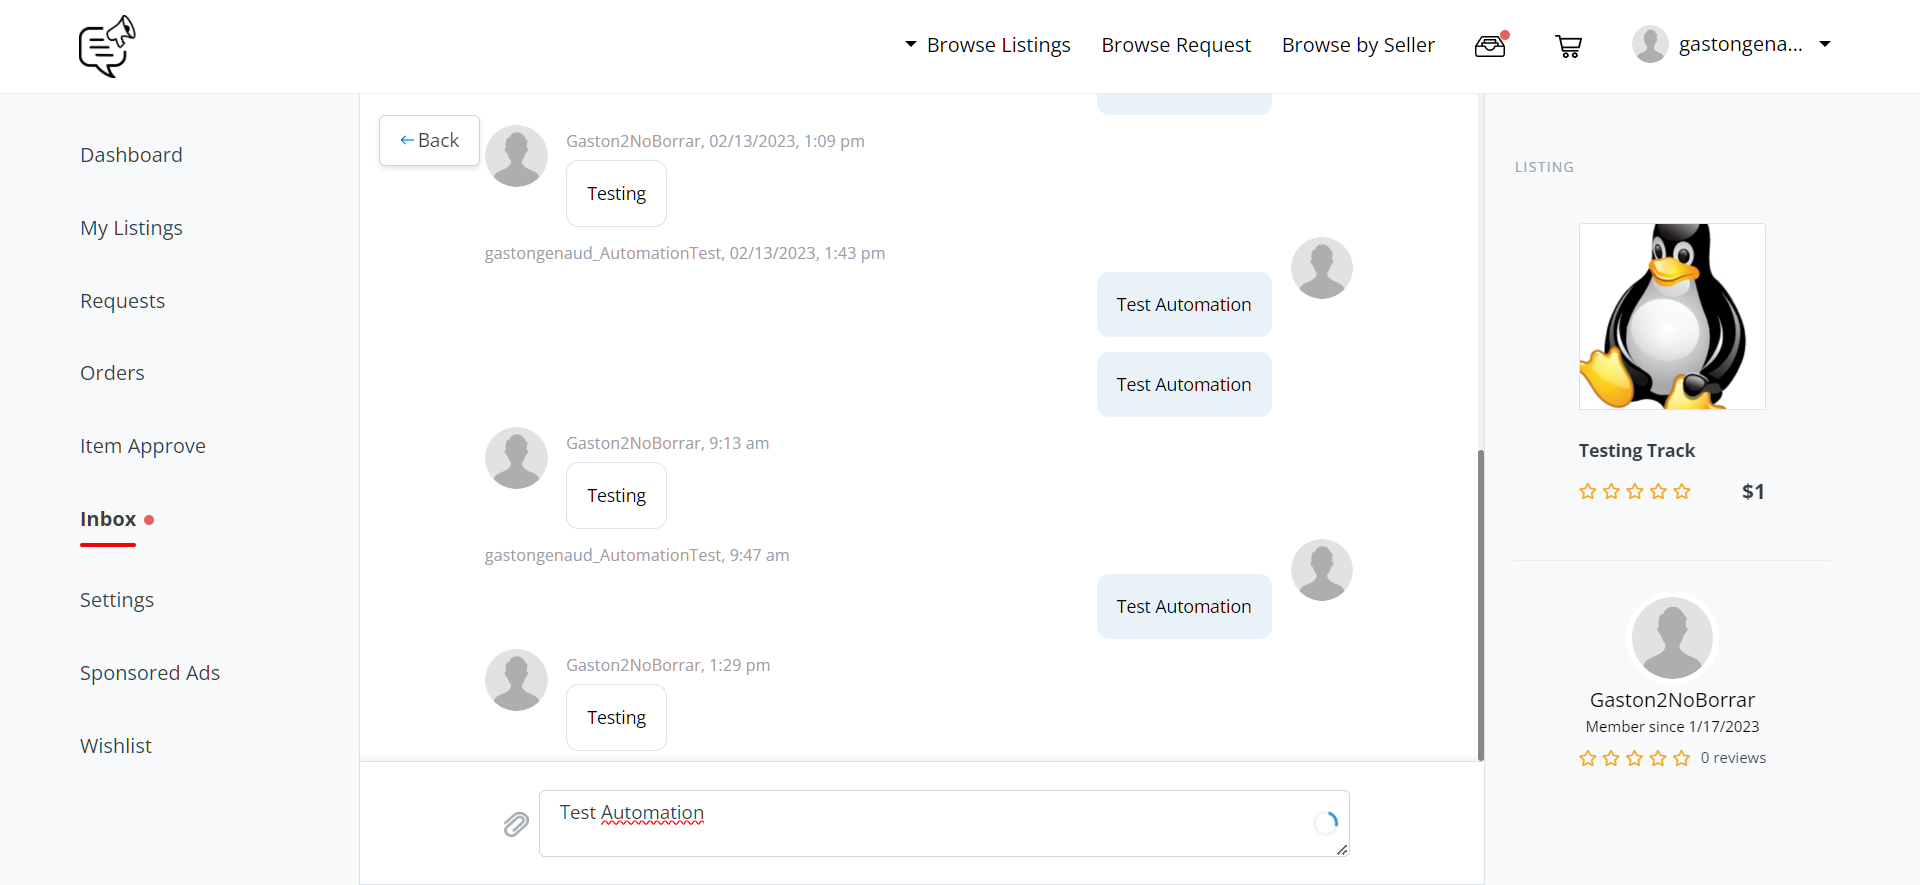 Browse Listings
Browse Request
Browse by Seller
gastongena...
Dashboard
My Listings
Requests
Orders
Item Approve
Inbox
Settings
Sponsored Ads
Wishlist
Back
Gaston2NoBorrar, 02/13/2023, 1:09 pm
Testing
gastongenaud_AutomationTest, 02/13/2023, 1:43 pm
Test Automation
Test Automation
Gaston2NoBorrar, 9:13 am
Testing
gastongenaud_AutomationTest, 9:47 am
Test Automation
Gaston2NoBorrar, 1:29 pm
Testing
Test Automation
LISTING
Testing Track
$1
Gaston2NoBorrar
Member since 1/17/2023
0 reviews